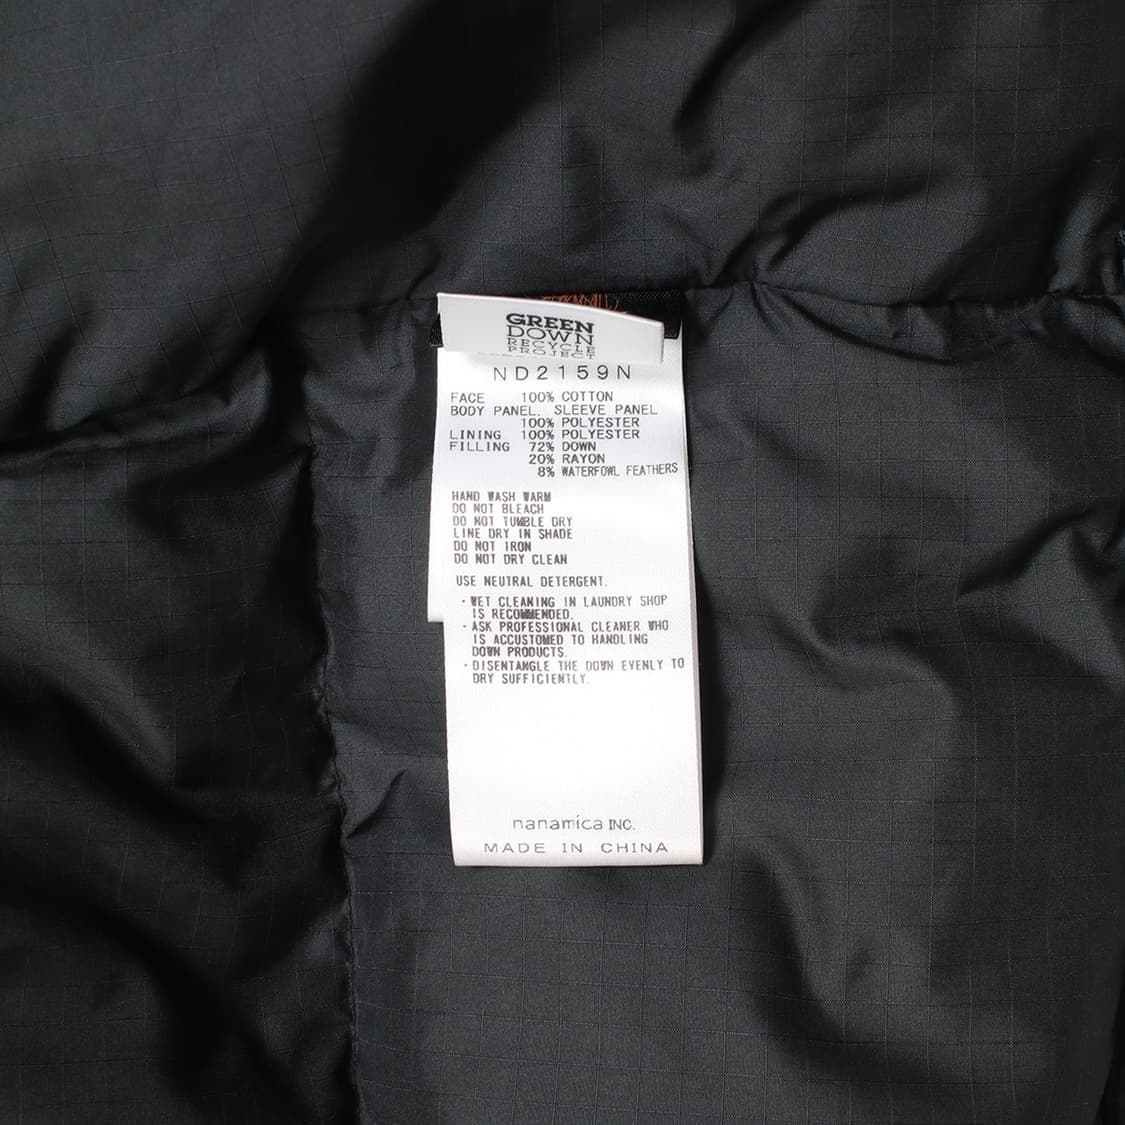 GREEN
DOWN
RECYCLE
PROJECT
ND2159N
FACE 100% COTTON
BODY PANEL, SLEEVE PANEL
100% POLYESTER
LINING 100% POLYESTER
FILLING 72% DOWN
20% RAYON
8% WATERFOWL FEATHERS
HAND WASH WARM
DO NOT BLEACH
DO NOT TUMBLE DRY
LINE DRY IN SHADE
DO NOT IRON
DO NOT DRY CLEAN
USE NEUTRAL DETERGENT.
・WET CLEANING IN LAUNDRY SHOP
IS RECOMMENDED.
・ASK PROFESSIONAL CLEANER WHO
IS ACCUSTOMED TO HANDLING
DOWN PRODUCTS.
・DISENTANGLE THE DOWN EVENLY TO
DRY SUFFICIENTLY.
nanamica INC.
MADE IN CHINA